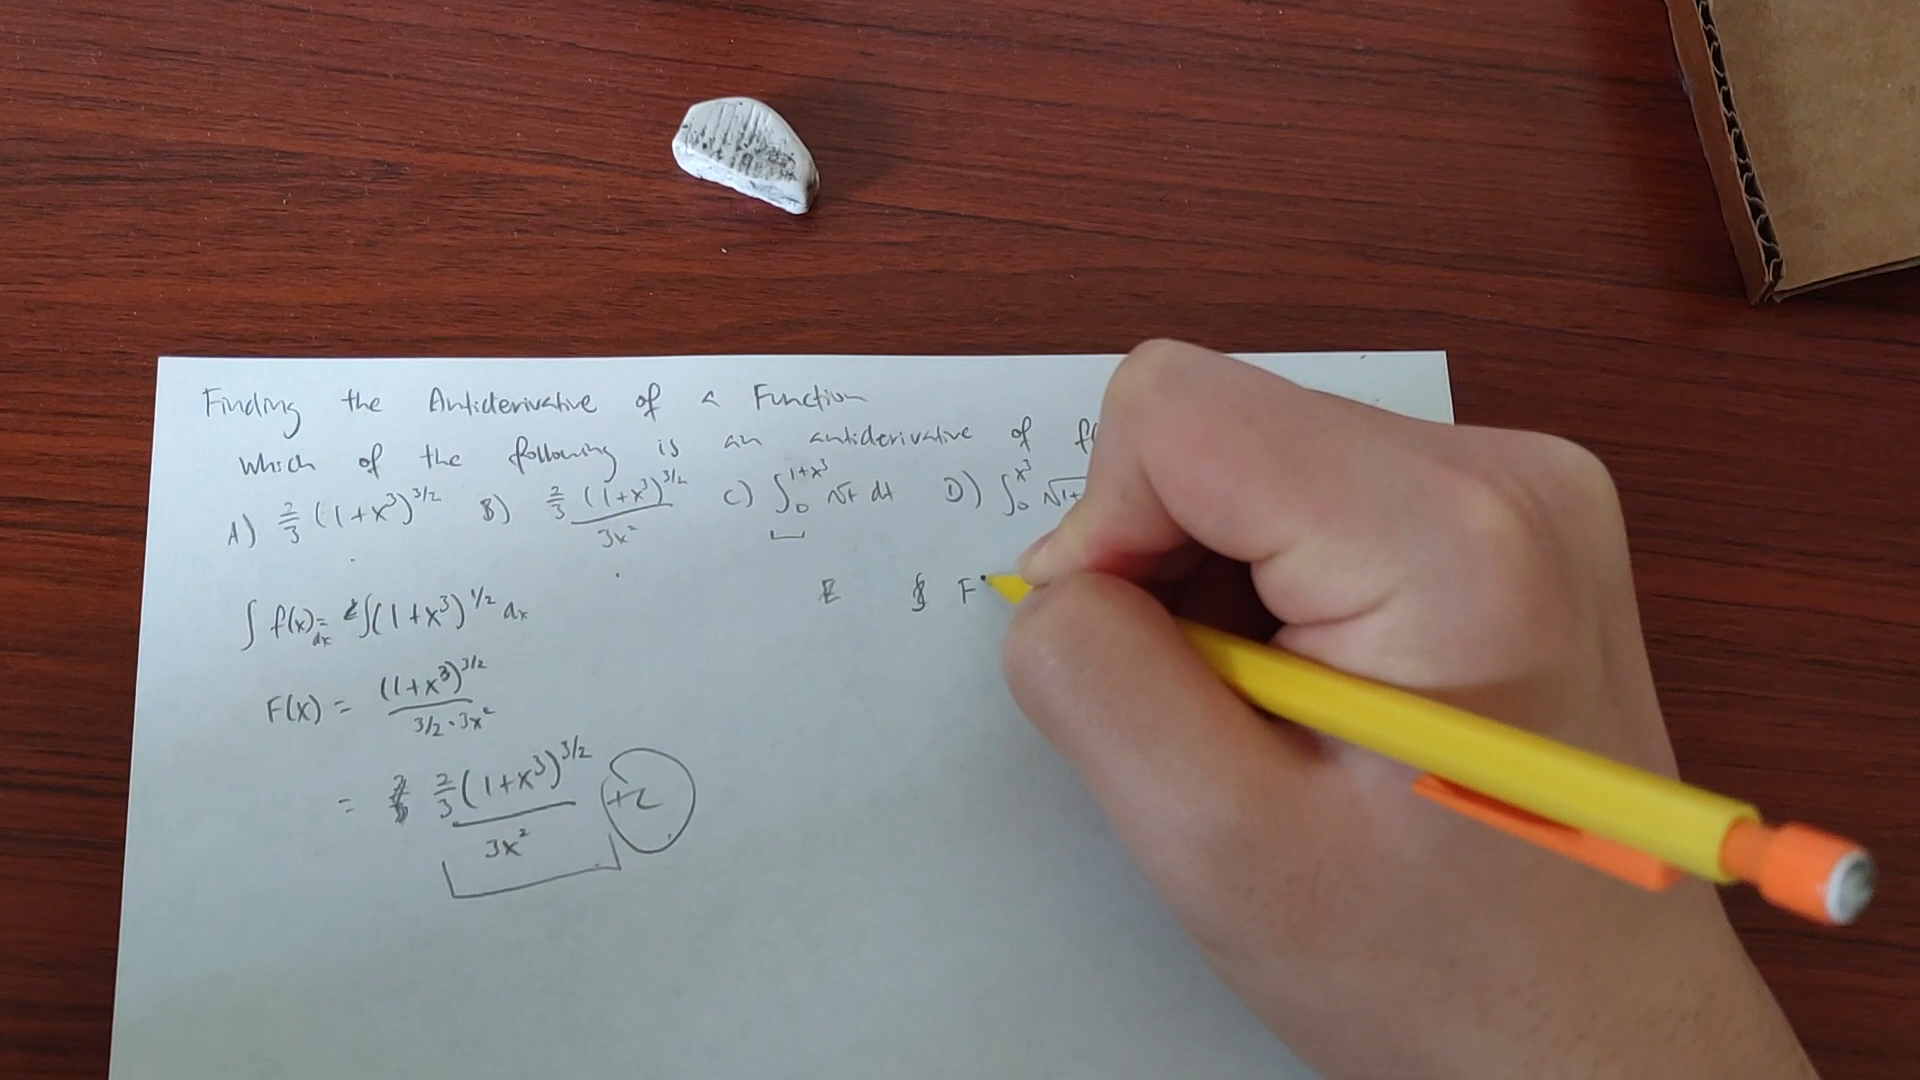 Finding the Antiderivative of a Function
Which of the following is an antiderivative of f(
A) 2/3 (1+x³)^3/2 B) 2/3 (1+x³)^3/2 / 3x² C) ∫₀^1+x³ √t dt D) ∫₀^x³ √1+
∫ f(x) dx = ∫(1+x³)^1/2 dx
F(x) = (1+x³)^3/2 / 3/2 · 3x²
= 2/3 (1+x³)^3/2 / 3x² +C
F